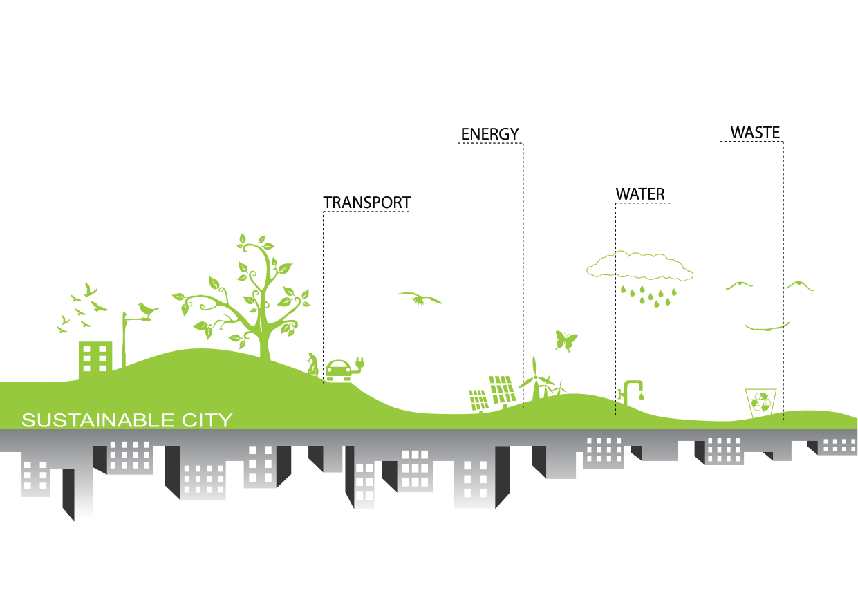 ENERGY
WASTE
TRANSPORT
WATER
SUSTAINABLE CITY